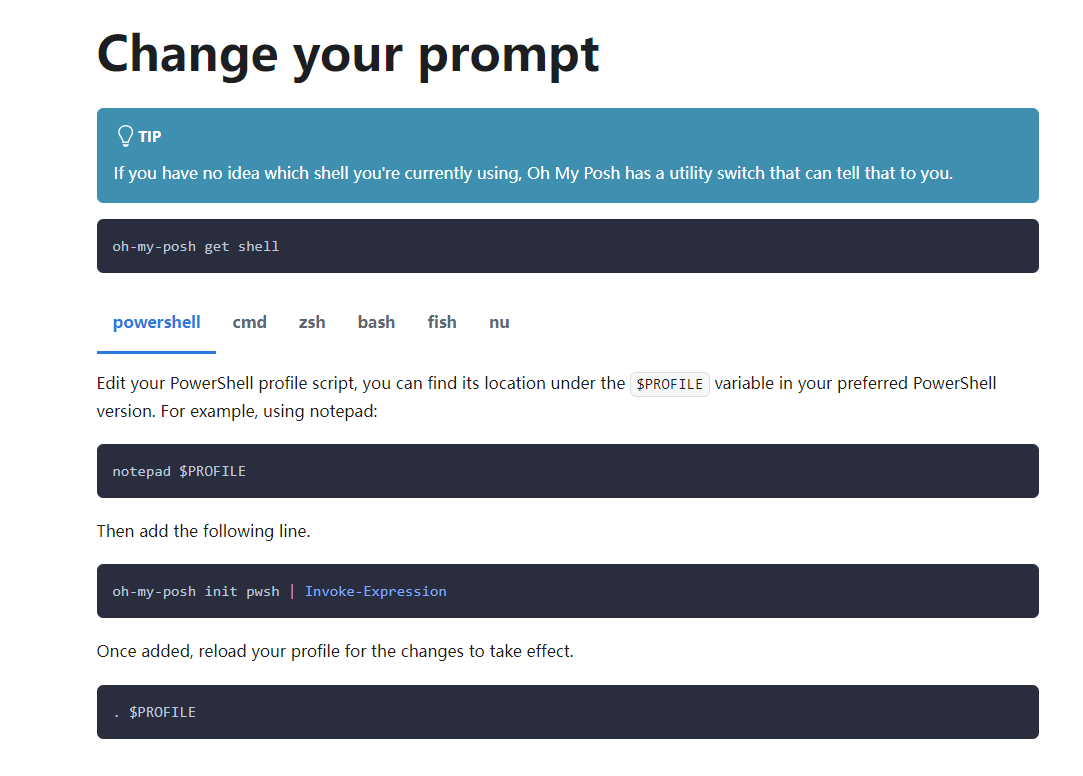 Change your prompt
TIP
If you have no idea which shell you're currently using, Oh My Posh has a utility switch that can tell that to you.
oh-my-posh get shell
powershell cmd zsh bash fish nu
Edit your PowerShell profile script, you can find its location under the $PROFILE variable in your preferred PowerShell
version. For example, using notepad:
notepad $PROFILE
Then add the following line.
oh-my-posh init pwsh | Invoke-Expression
Once added, reload your profile for the changes to take effect.
. $PROFILE